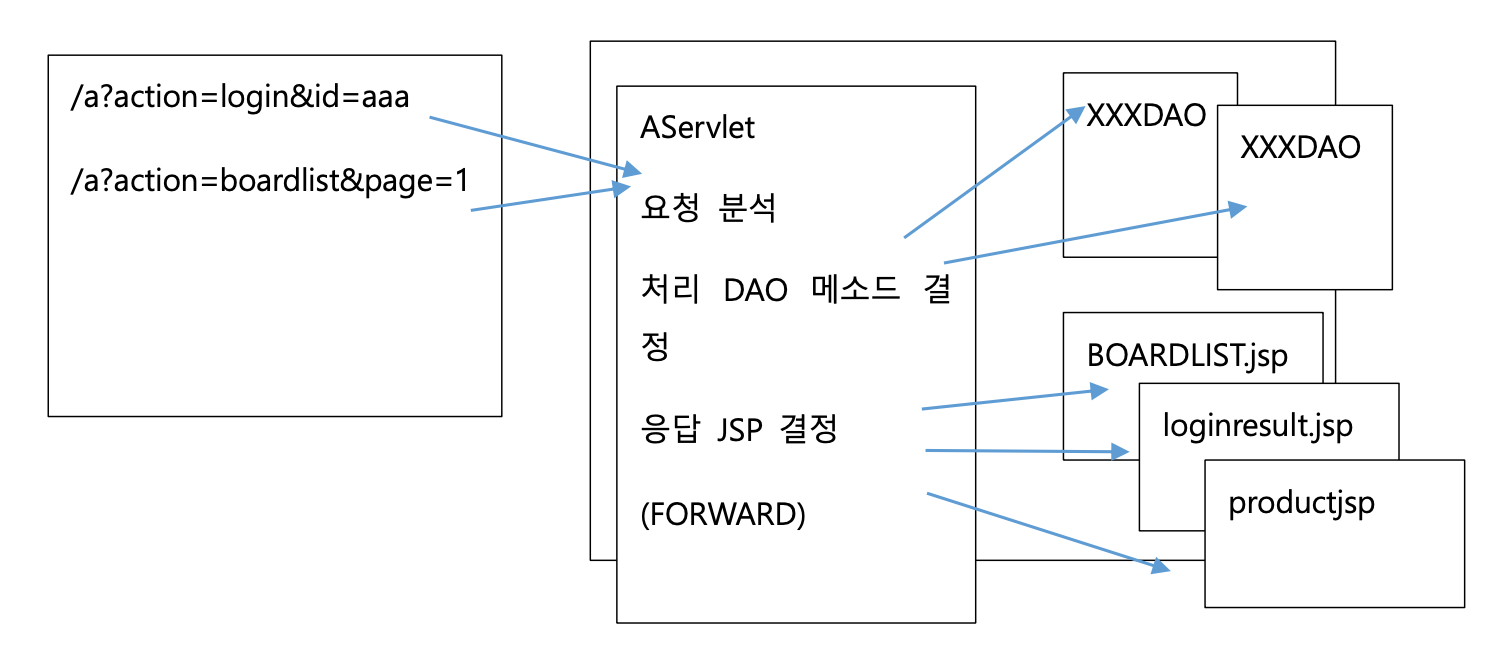 /a?action=login&id=aaa
/a?action=boardlist&page=1
AServlet
요청 분석
처리 DAO 메소드 결
정
응답 JSP 결정
(FORWARD)
XXXDAO
XXXDAO
BOARDLIST.jsp
loginresult.jsp
productjsp